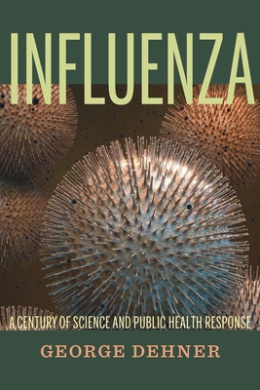 INFLUENZA
A CENTURY OF SCIENCE AND PUBLIC HEALTH RESPONSE
GEORGE DEHNER